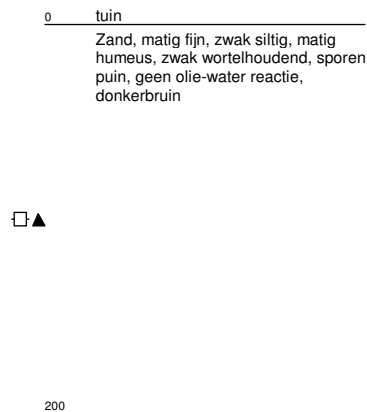 0 tuin
Zand, matig fijn, zwak siltig, matig
humeus, zwak wortelhoudend, sporen
puin, geen olie-water reactie,
donkerbruin
200